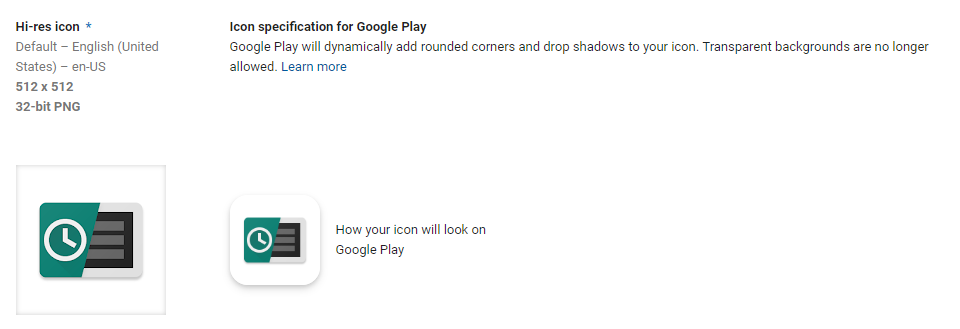 Hi-res icon *
Default – English (United
States) – en-US
512 x 512
32-bit PNG
Icon specification for Google Play
Google Play will dynamically add rounded corners and drop shadows to your icon. Transparent backgrounds are no longer
allowed. Learn more
How your icon will look on
Google Play